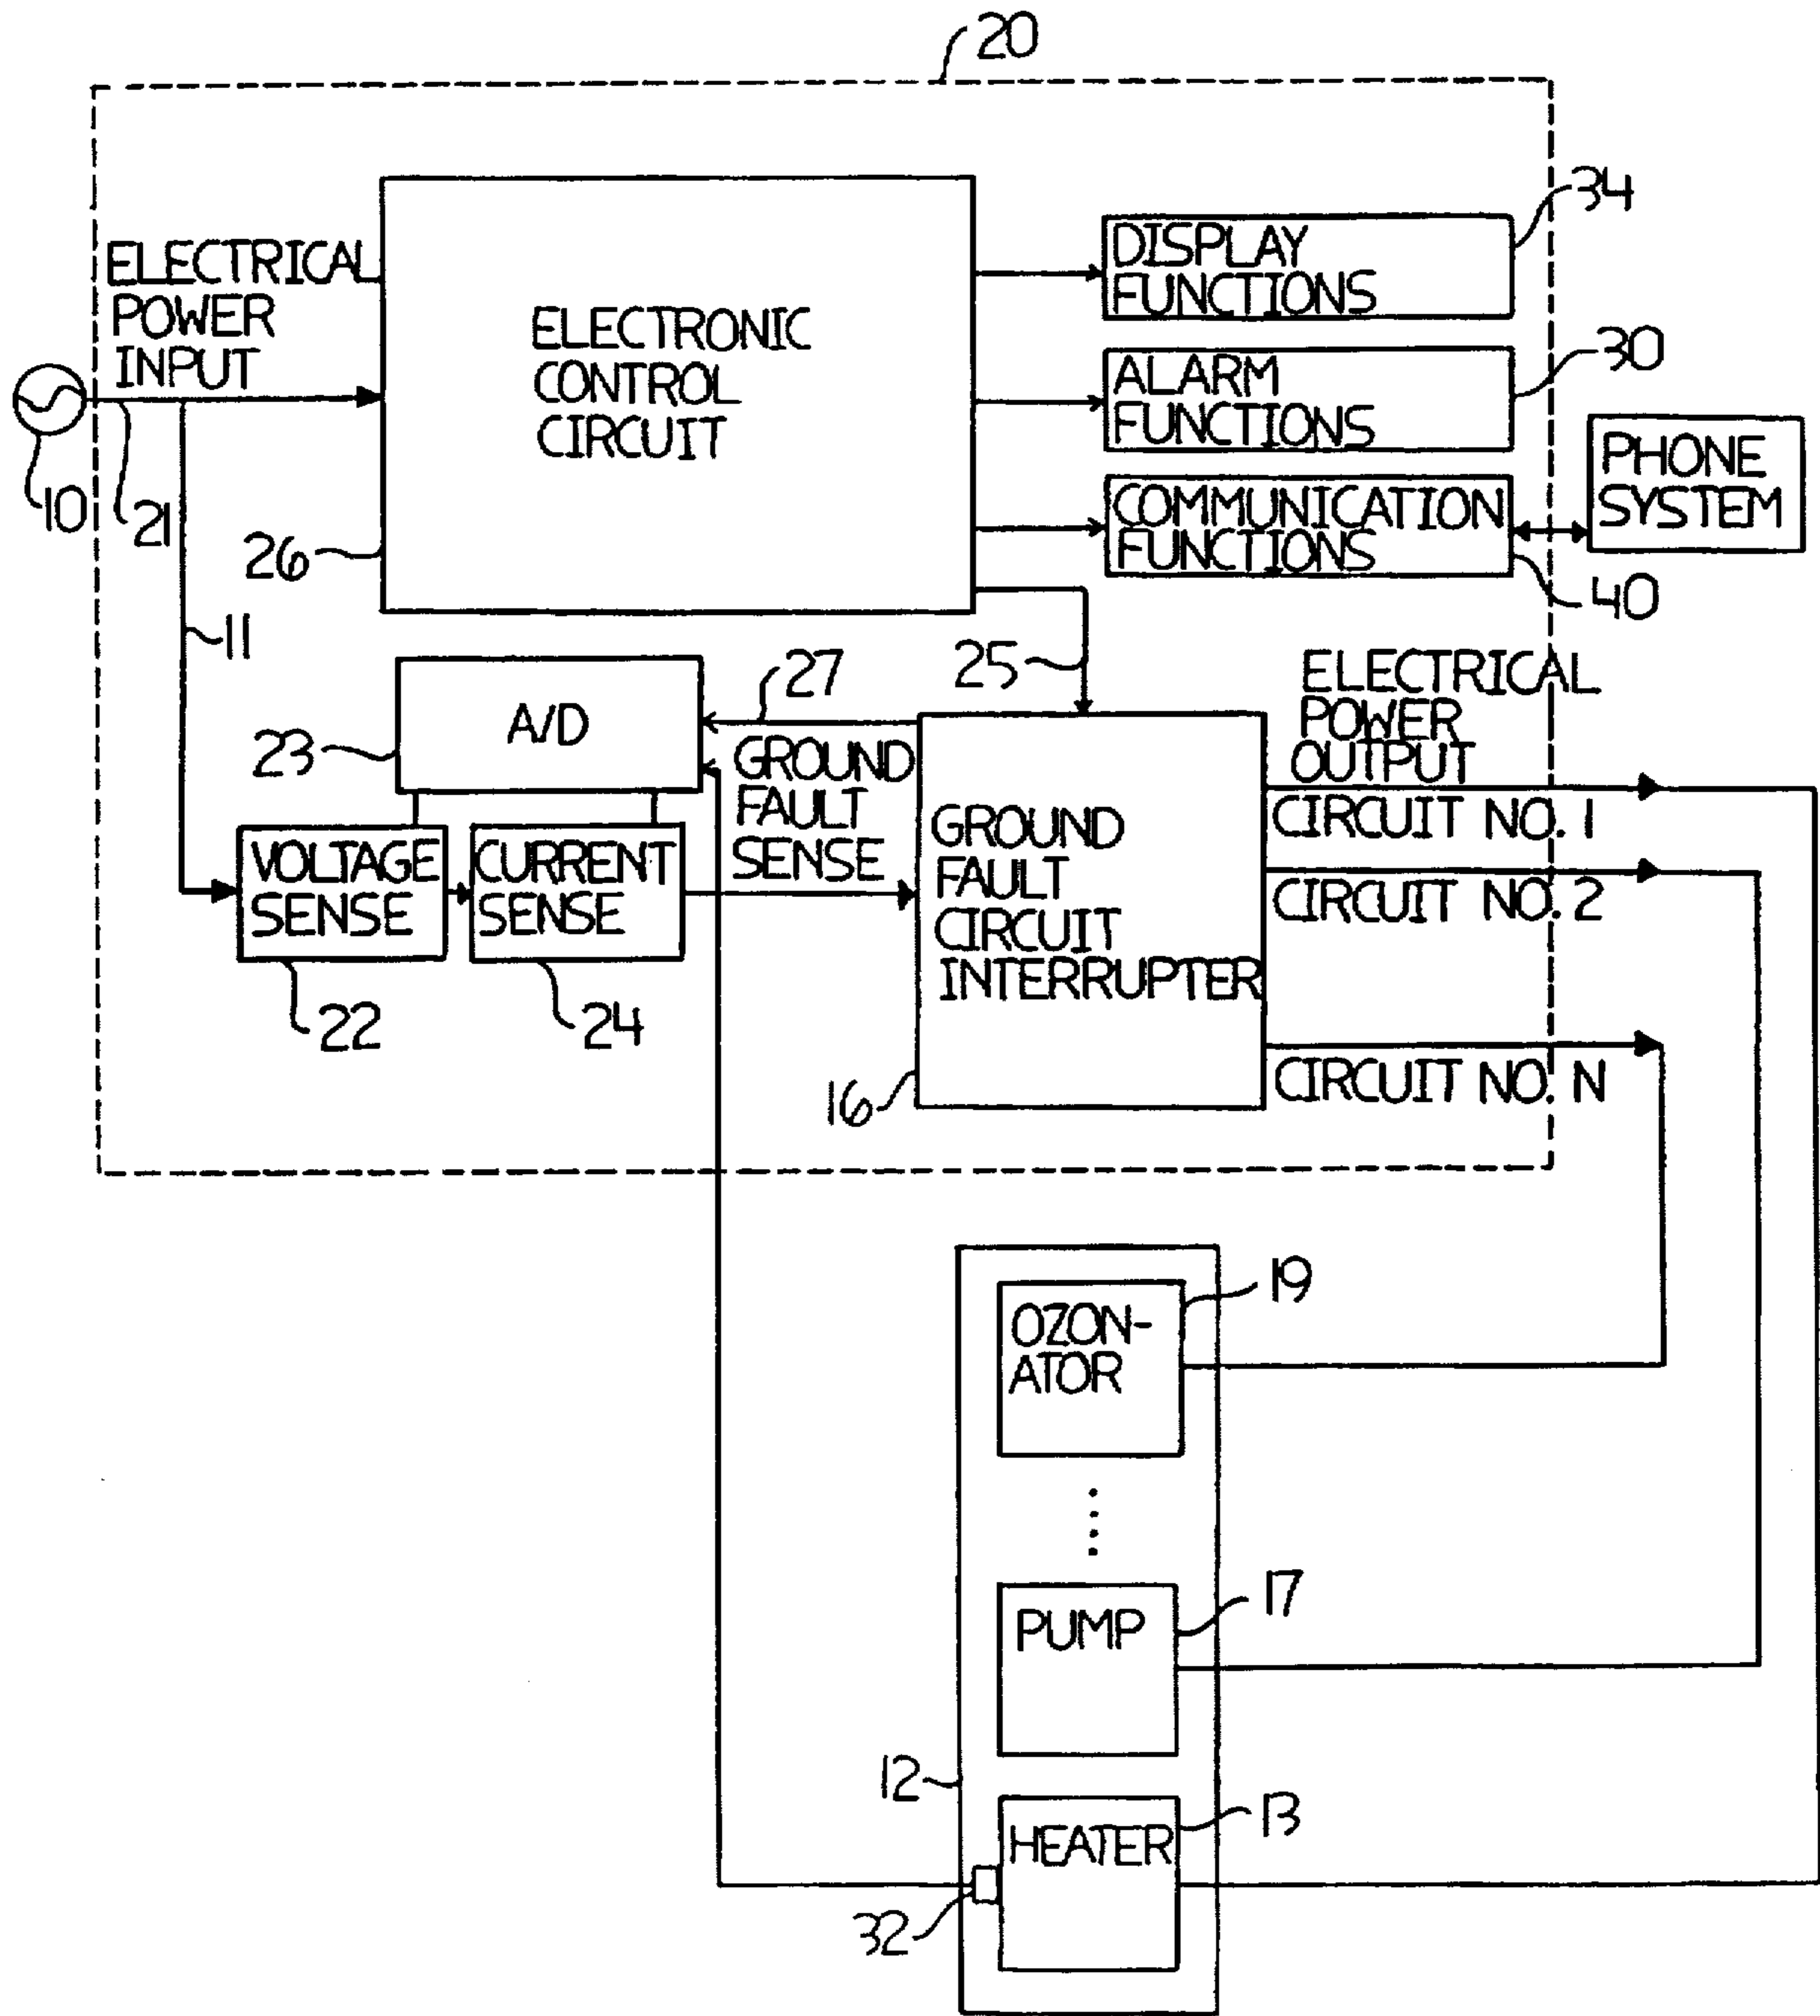 20
34
ELECTRICAL
POWER
INPUT
ELECTRONIC
CONTROL
CIRCUIT
DISPLAY
FUNCTIONS
30
ALARM
FUNCTIONS
PHONE
SYSTEM
10
21
26
COMMUNICATION
FUNCTIONS
40
11
25
27
ELECTRICAL
POWER
OUTPUT
23
A/D
GROUND
FAULT
SENSE
CIRCUIT NO. 1
VOLTAGE
SENSE
CURRENT
SENSE
GROUND
FAULT
CIRCUIT
INTERRUPTER
CIRCUIT NO. 2
22
24
16
CIRCUIT NO. N
19
OZON-
ATOR
17
PUMP
12
13
HEATER
32